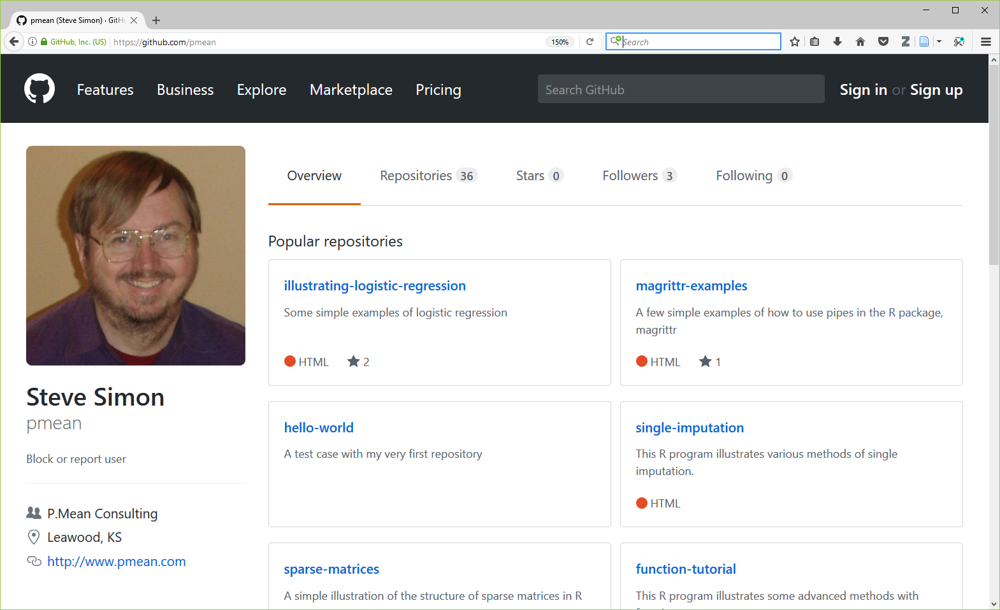 pmean (Steve Simon) · GitH
GitHub, Inc. (US)
https://github.com/pmean
150%
Search
Features
Business
Explore
Marketplace
Pricing
Search GitHub
Sign in or Sign up
Overview
Repositories 36
Stars 0
Followers 3
Following 0
Popular repositories
illustrating-logistic-regression
Some simple examples of logistic regression
HTML
2
magrittr-examples
A few simple examples of how to use pipes in the R package,
magrittr
HTML
1
hello-world
A test case with my very first repository
single-imputation
This R program illustrates various methods of single
imputation.
HTML
sparse-matrices
A simple illustration of the structure of sparse matrices in R
function-tutorial
This R program illustrates some advanced methods with
Steve Simon
pmean
Block or report user
P.Mean Consulting
Leawood, KS
http://www.pmean.com